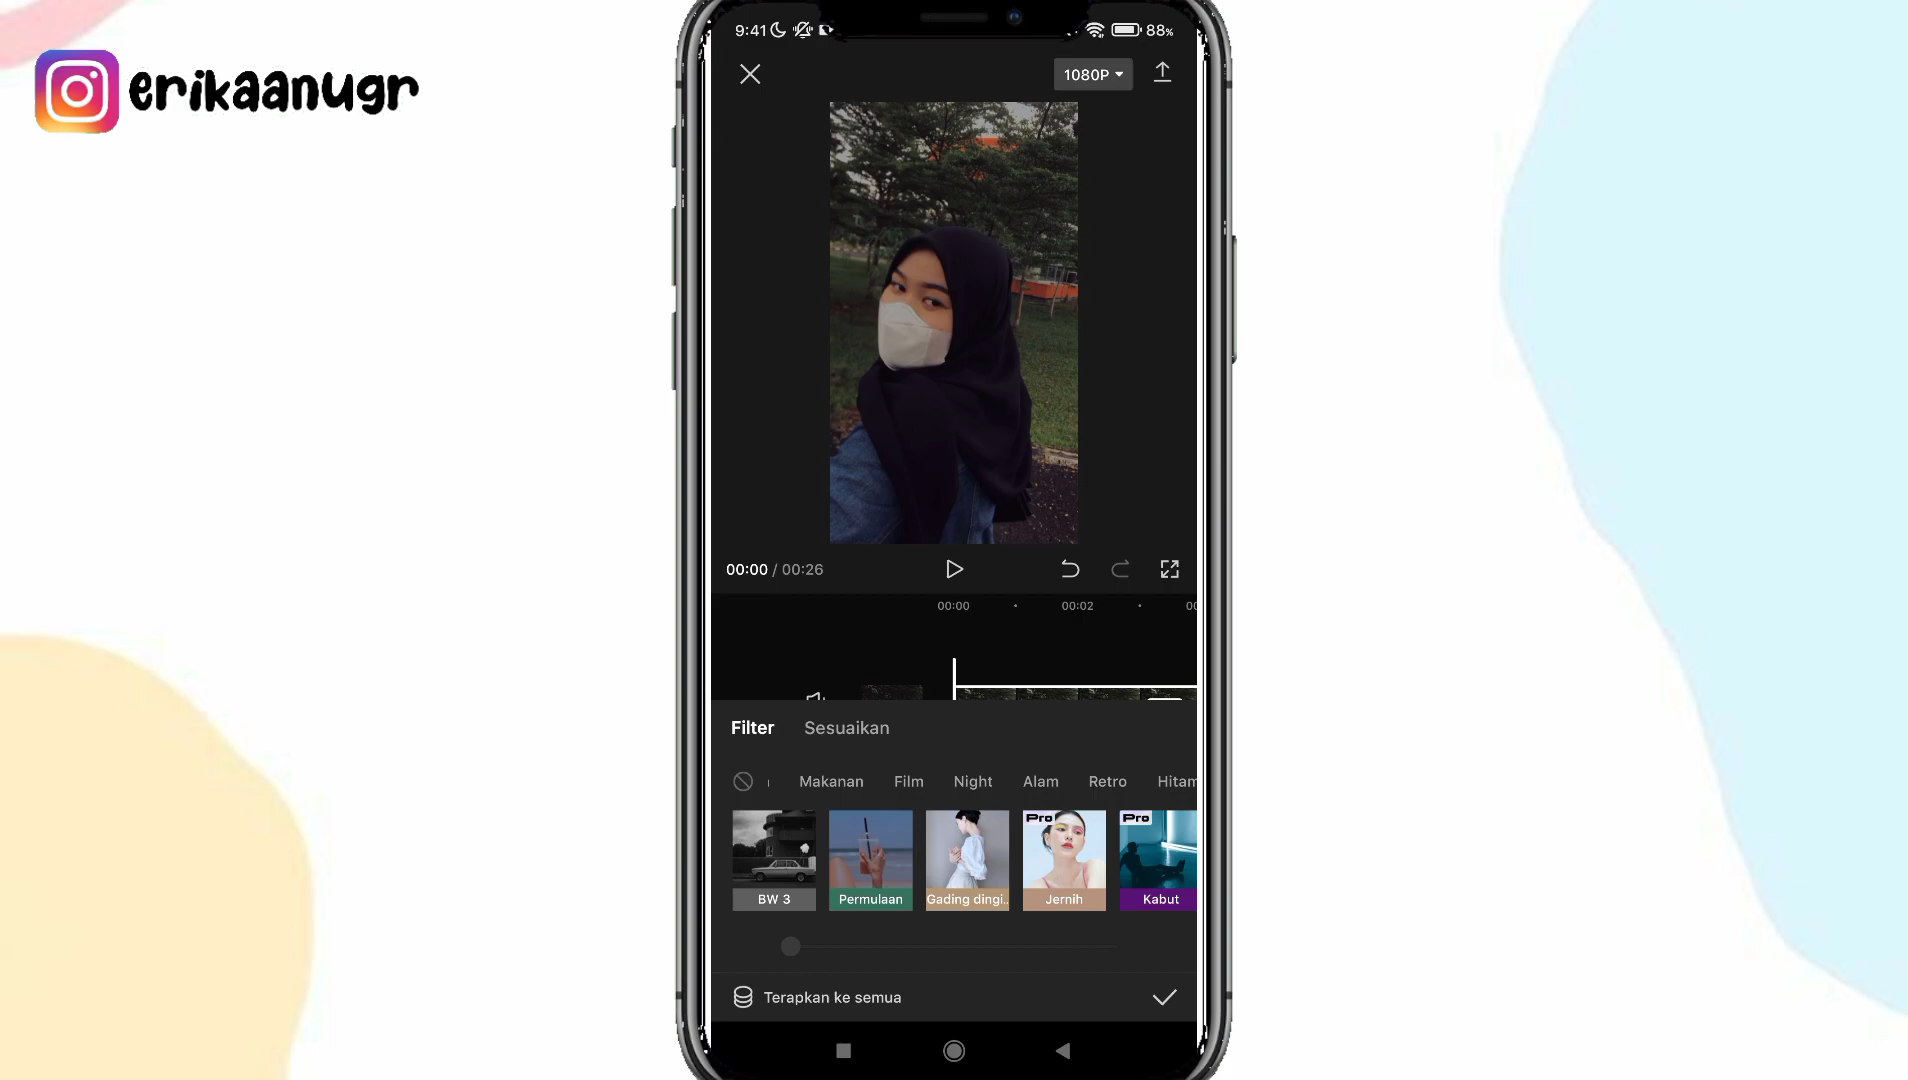 erikaanugr
9:41 88%
1080P
00:00 / 00:26
00:00 00:02
Filter Sesuaikan
Makanan Film Night Alam Retro Hitam
Pro Pro
BW 3 Permulaan Gading dingi.. Jernih Kabut
Terapkan ke semua